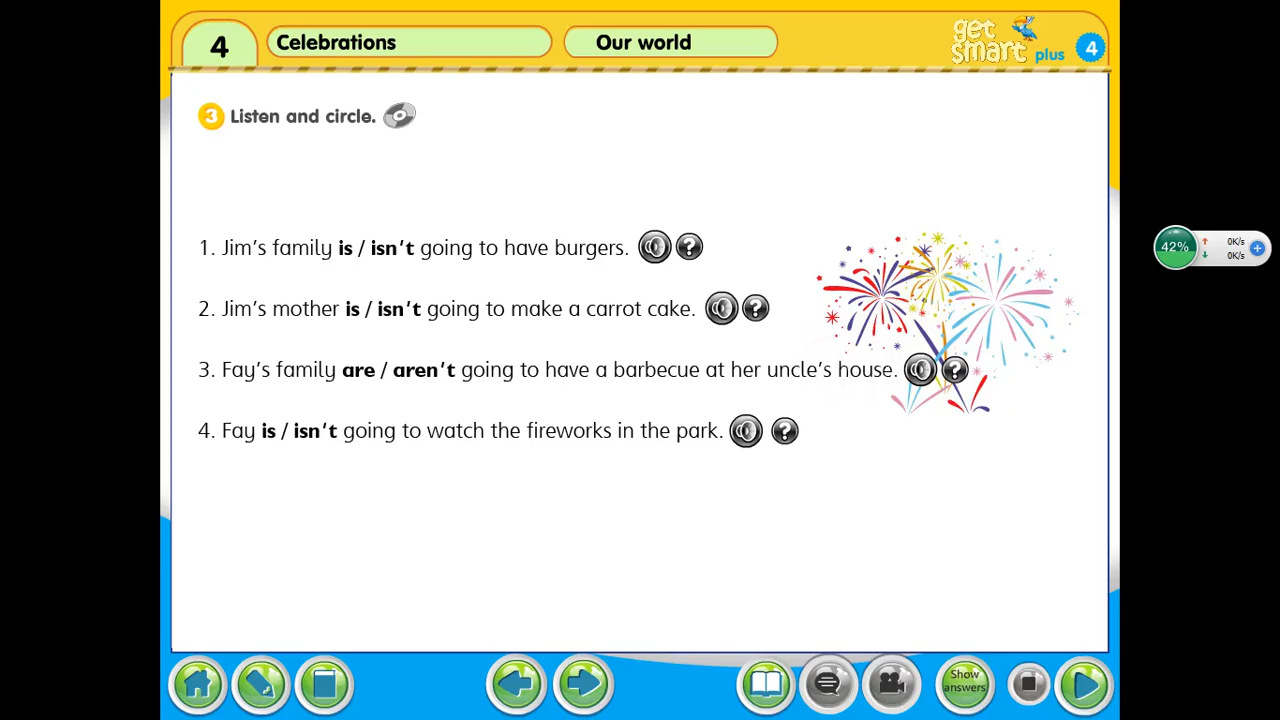 4
Celebrations
Our world
get smart plus 4
3 Listen and circle.
1. Jim's family is / isn't going to have burgers. ?
2. Jim's mother is / isn't going to make a carrot cake. ?
3. Fay's family are / aren't going to have a barbecue at her uncle's house. ?
4. Fay is / isn't going to watch the fireworks in the park. ?
42%
0K/s
0K/s
Show
answers